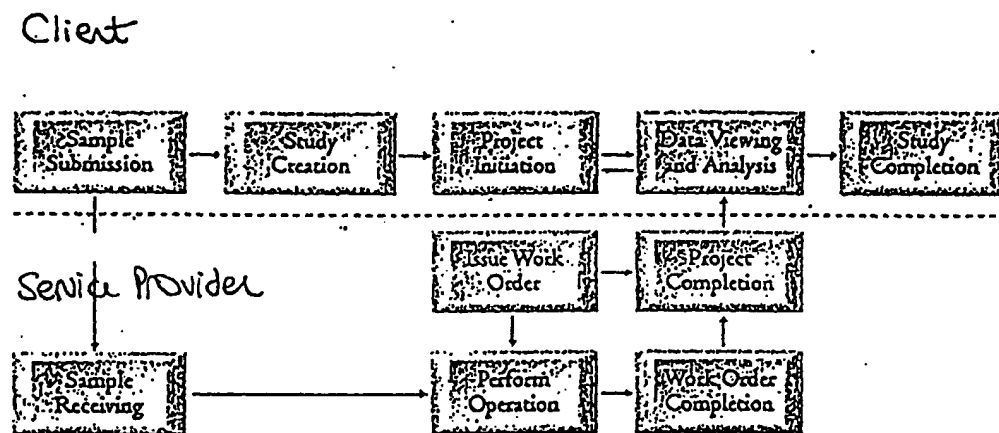 Client
Sample
Submission
Study
Creation
Project
Initiation
Data Viewing
and Analysis
Study
Completion
Service Provider
Issue Work
Order
Project
Completion
Sample
Receiving
Perform
Operation
Work Order
Completion